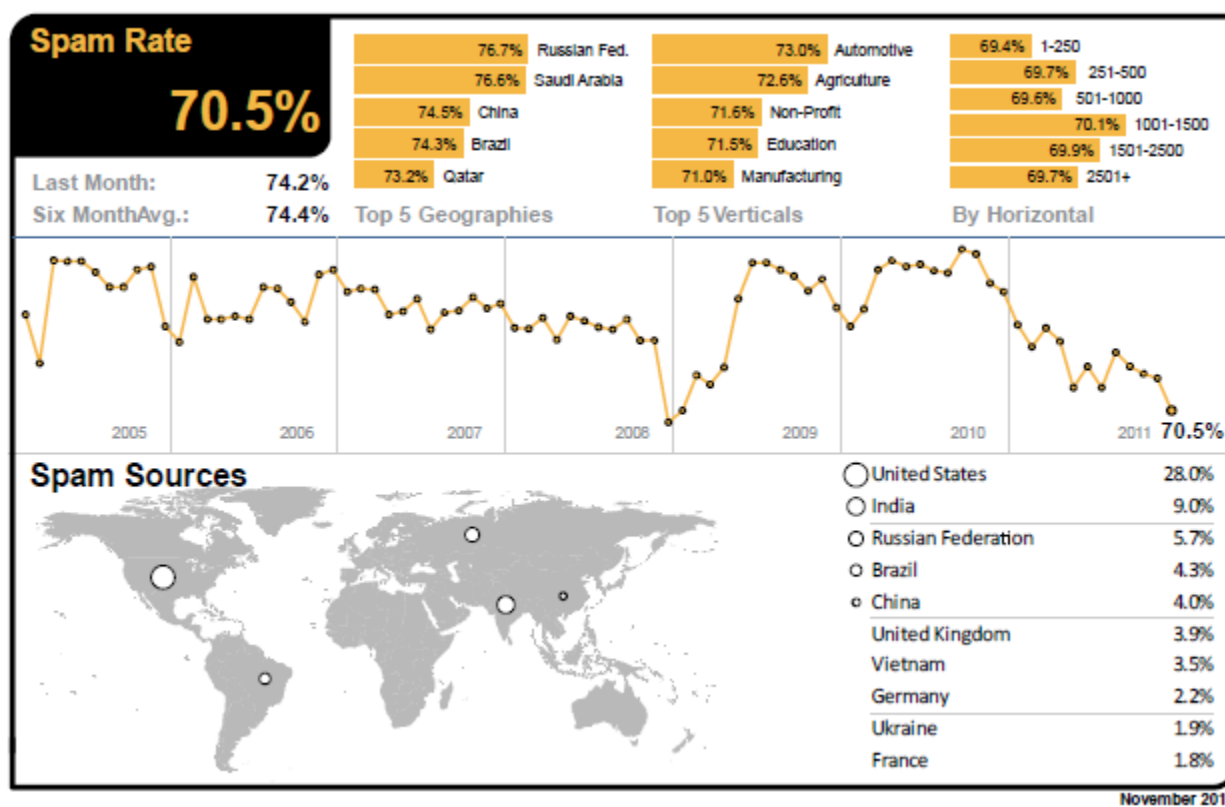 Spam Rate
70.5%
Last Month: 74.2%
Six MonthAvg.: 74.4%
76.7% Russian Fed.
76.6% Saudi Arabia
74.5% China
74.3% Brazil
73.2% Qatar
Top 5 Geographies
73.0% Automotive
72.6% Agriculture
71.6% Non-Profit
71.5% Education
71.0% Manufacturing
Top 5 Verticals
69.4% 1-250
69.7% 251-500
69.6% 501-1000
70.1% 1001-1500
69.9% 1501-2500
69.7% 2501+
By Horizontal
2005 2006 2007 2008 2009 2010 2011 70.5%
Spam Sources
United States 28.0%
India 9.0%
Russian Federation 5.7%
Brazil 4.3%
China 4.0%
United Kingdom 3.9%
Vietnam 3.5%
Germany 2.2%
Ukraine 1.9%
France 1.8%
November 201